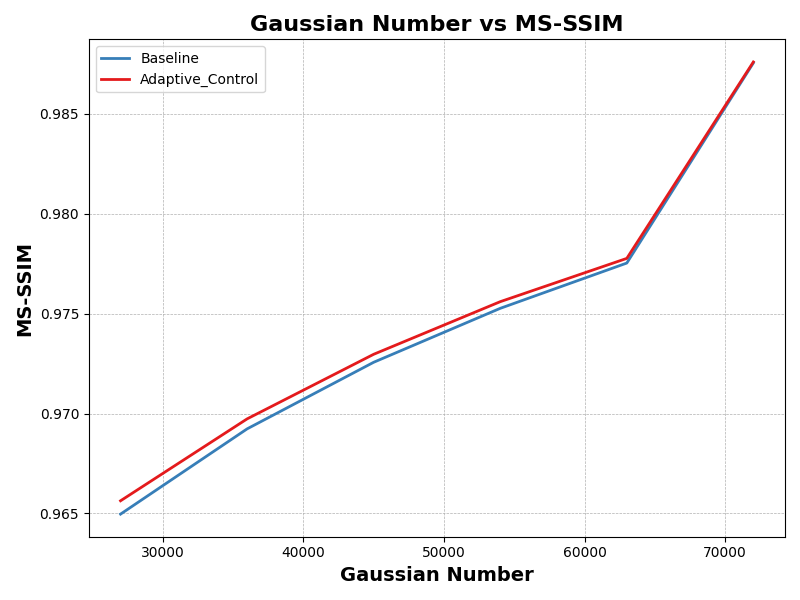 Gaussian Number vs MS-SSIM
Baseline
Adaptive_Control
MS-SSIM
0.985
0.980
0.975
0.970
0.965
30000 40000 50000 60000 70000
Gaussian Number